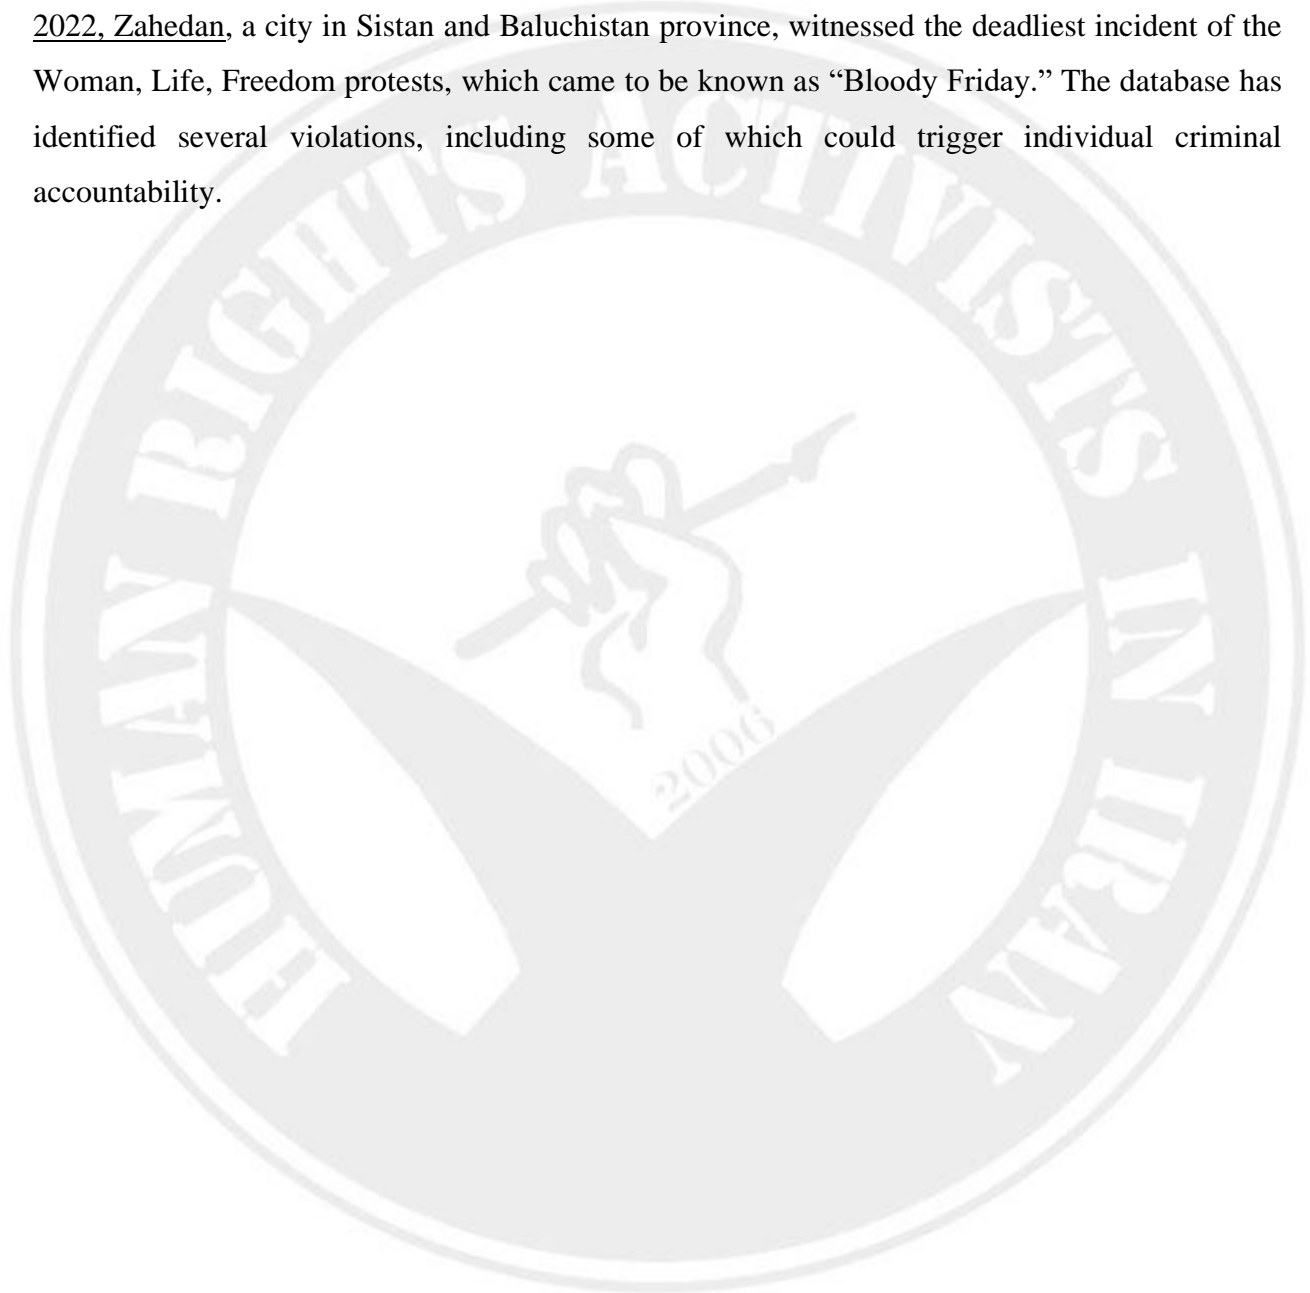 2022, Zahedan, a city in Sistan and Baluchistan province, witnessed the deadliest incident of the
Woman, Life, Freedom protests, which came to be known as “Bloody Friday.” The database has
identified several violations, including some of which could trigger individual criminal
accountability.
HUMAN RIGHTS ACTIVISTS IN IRAN
2006